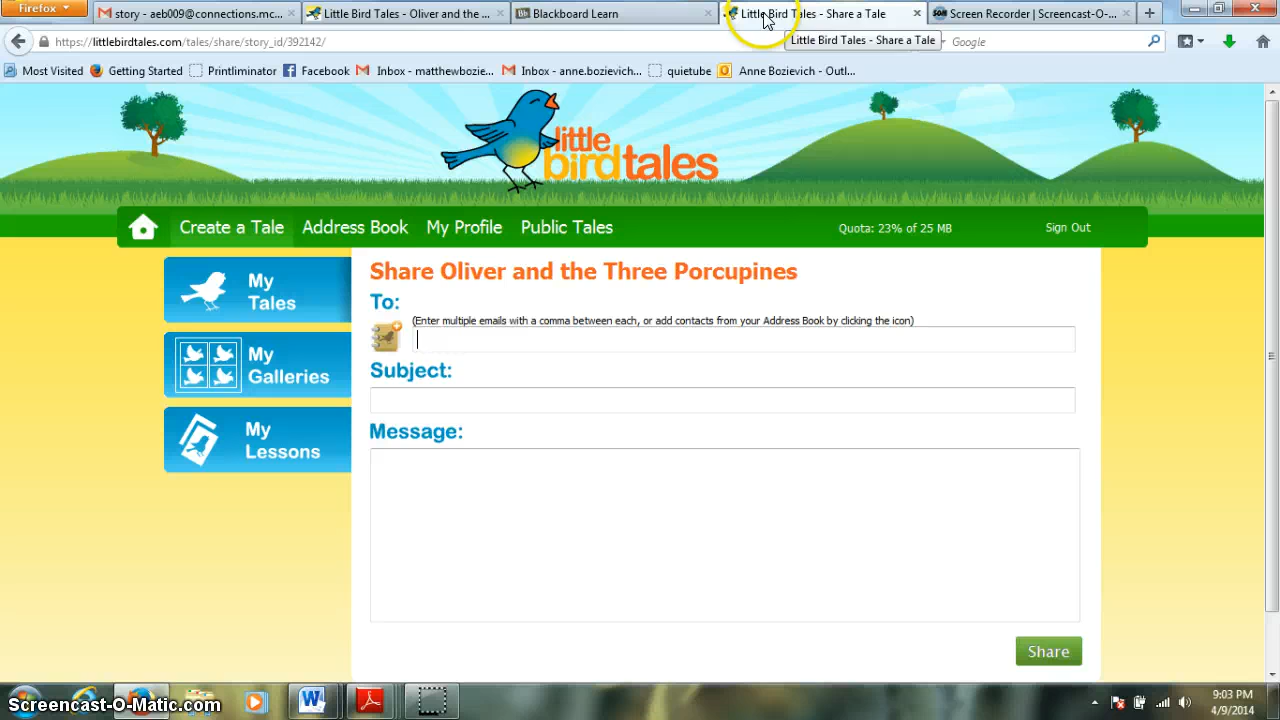 Firefox
story - aeb009@connections.mc...
Little Bird Tales - Oliver and the ...
Blackboard Learn
Little Bird Tales - Share a Tale
Screen Recorder | Screencast-O-...
https://littlebirdtales.com/tales/share/story_id/392142/
Little Bird Tales - Share a Tale
Google
Most Visited
Getting Started
Printliminator
Facebook
Inbox - matthewbozie...
Inbox - anne.bozievich...
quietube
Anne Bozievich - Outl...
little
birdtales
Create a Tale
Address Book
My Profile
Public Tales
Quota: 23% of 25 MB
Sign Out
My
Tales
My
Galleries
My
Lessons
Share Oliver and the Three Porcupines
To:
(Enter multiple emails with a comma between each, or add contacts from your Address Book by clicking the icon)
Subject:
Message:
Share
Screencast-O-Matic.com
9:03 PM
4/9/2014